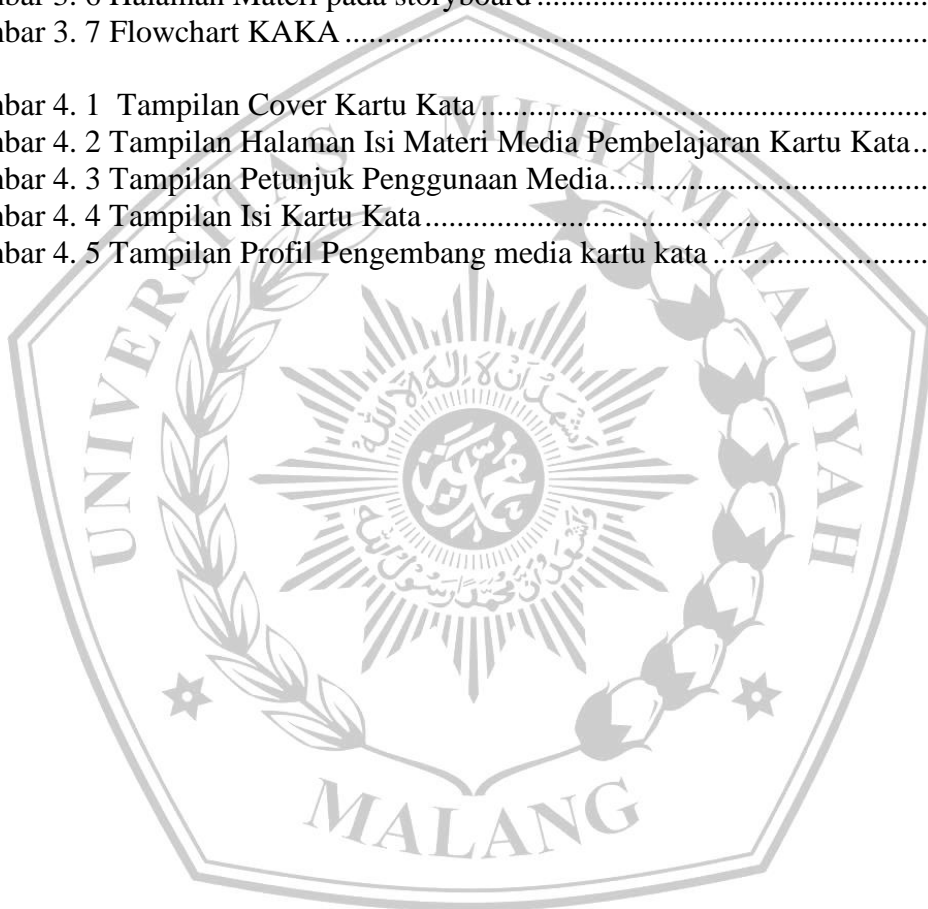 mbar 3. 6 Halaman Materi pada storyboard
mbar 3. 7 Flowchart KAKA
mbar 4. 1 Tampilan Cover Kartu Kata
mbar 4. 2 Tampilan Halaman Isi Materi Media Pembelajaran Kartu Kata
mbar 4. 3 Tampilan Petunjuk Penggunaan Media
mbar 4. 4 Tampilan Isi Kartu Kata
mbar 4. 5 Tampilan Profil Pengembang media kartu kata
UNIVERSITAS MUHAMMADIYAH
MALANG